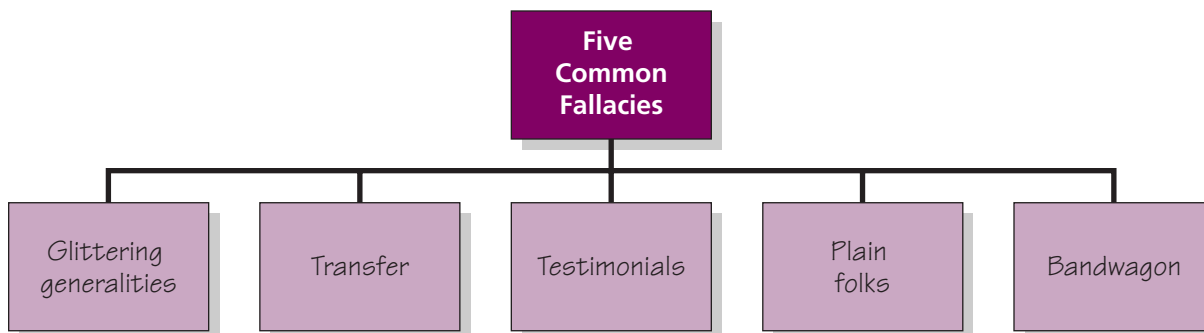 Five
Common
Fallacies
Glittering
generalities
Transfer
Testimonials
Plain
folks
Bandwagon